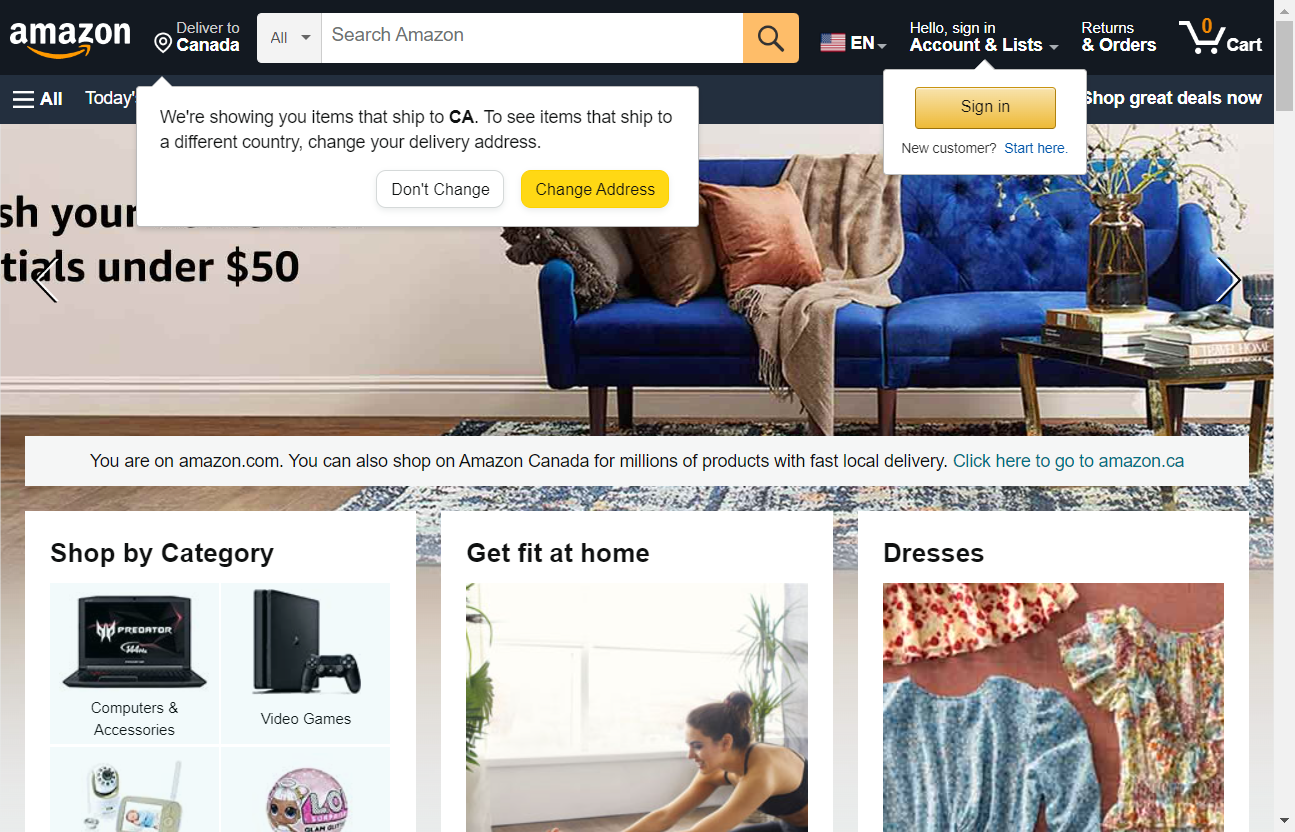 amazon
Deliver to
Canada
All
Search Amazon
EN
Hello, sign in
Account & Lists
Returns
& Orders
0
Cart
All
Today'
Shop great deals now
We're showing you items that ship to CA. To see items that ship to
a different country, change your delivery address.
Don't Change
Change Address
Sign in
New customer? Start here.
sh your
tials under $50
TRAVEL HOME
You are on amazon.com. You can also shop on Amazon Canada for millions of products with fast local delivery. Click here to go to amazon.ca
Shop by Category
Get fit at home
Dresses
PREDATOR
144Hz
Computers &
Accessories
Video Games
L.O.L
SURPRISE